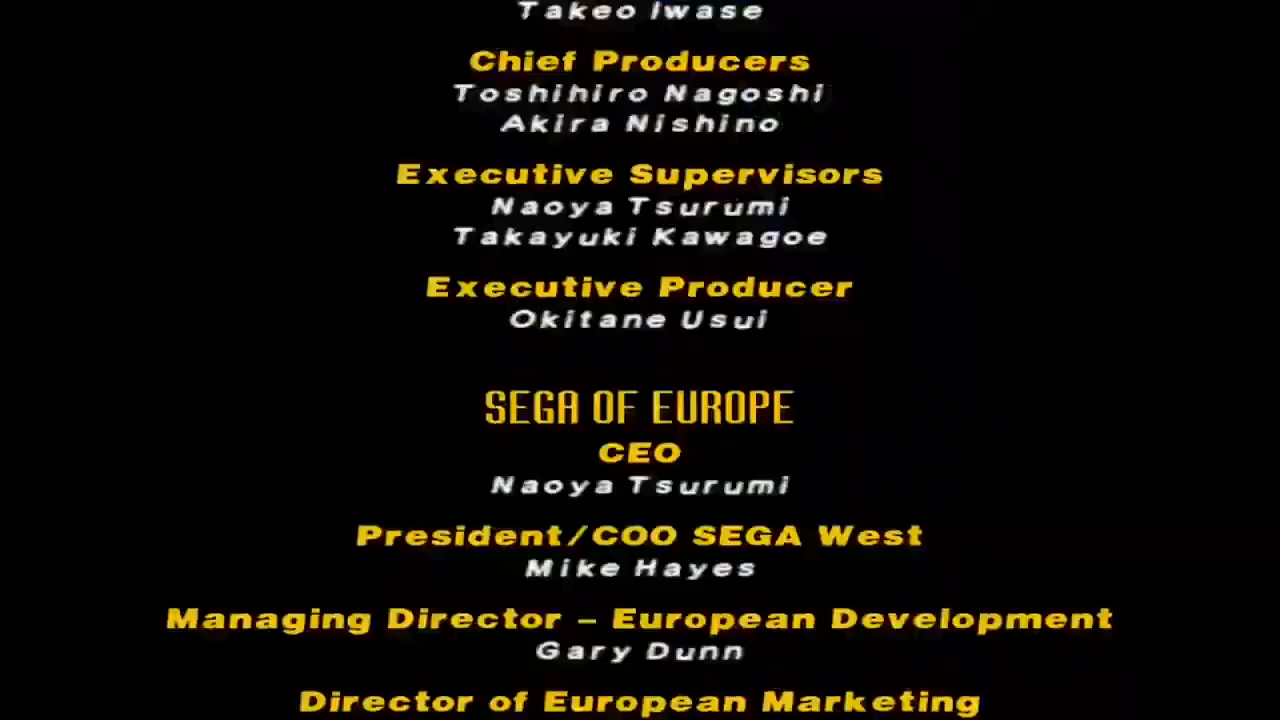 Takeo Iwase
Chief Producers
Toshihiro Nagoshi
Akira Nishino
Executive Supervisors
Naoya Tsurumi
Takayuki Kawagoe
Executive Producer
Okitane Usui
SEGA OF EUROPE
CEO
Naoya Tsurumi
President/COO SEGA West
Mike Hayes
Managing Director – European Development
Gary Dunn
Director of European Marketing